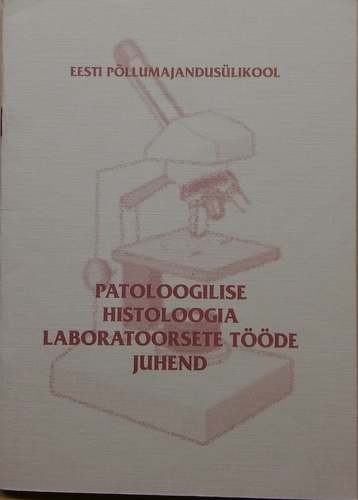 EESTI PÕLLUMAJANDUSÜLIKOOL
PATOLOOGILISE
HISTOLOOGIA
LABORATOORSETE TÖÖDE
JUHEND